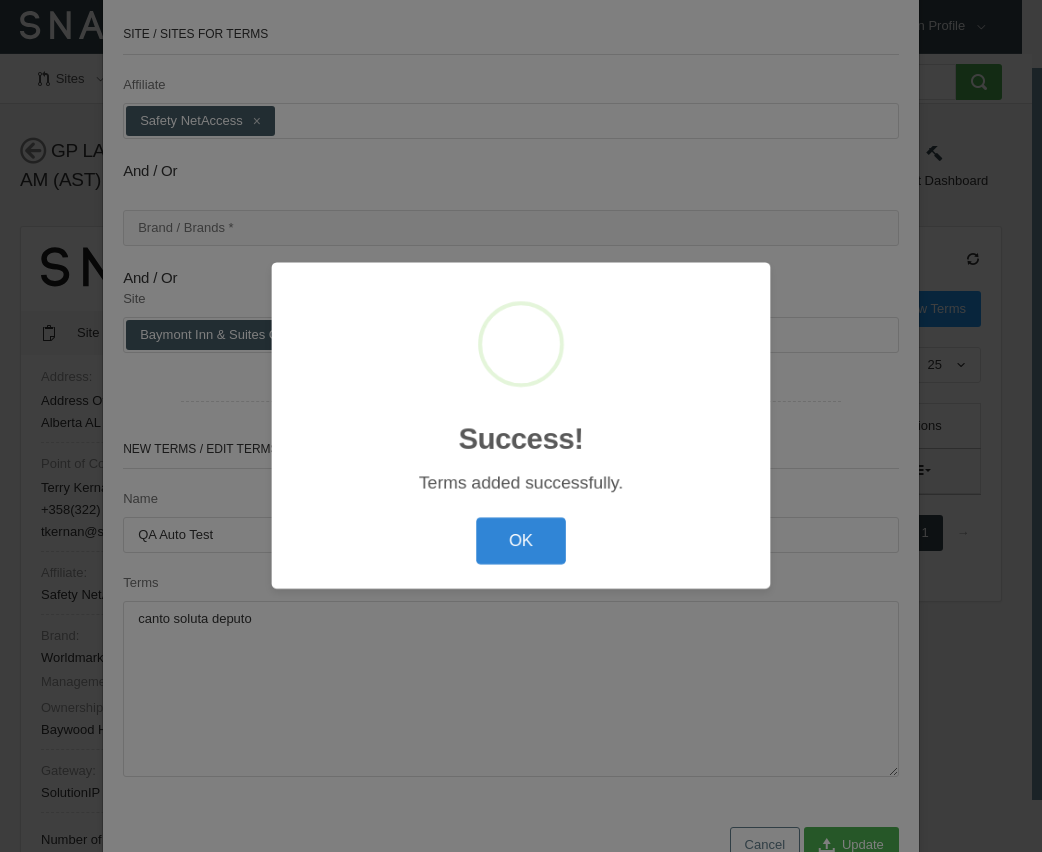 SNA
n Profile
Sites
GP LA
AM (AST)
t Dashboard
SITE / SITES FOR TERMS
Affiliate
Safety NetAccess ×
And / Or
Brand / Brands *
And / Or
Site
Baymont Inn & Suites
SN
w Terms
Site
25
Address:
Address O
Alberta AL
ions
Point of Co
Terry Kerna
+358(322)
tkernan@s
1 →
Affiliate:
Safety Net
Brand:
Worldmark
Manageme
Ownership
Baywood H
Gateway:
SolutionIP
Number of
NEW TERMS / EDIT TERMS
Name
QA Auto Test
Terms
canto soluta deputo
Cancel
Update
Success!
Terms added successfully.
OK